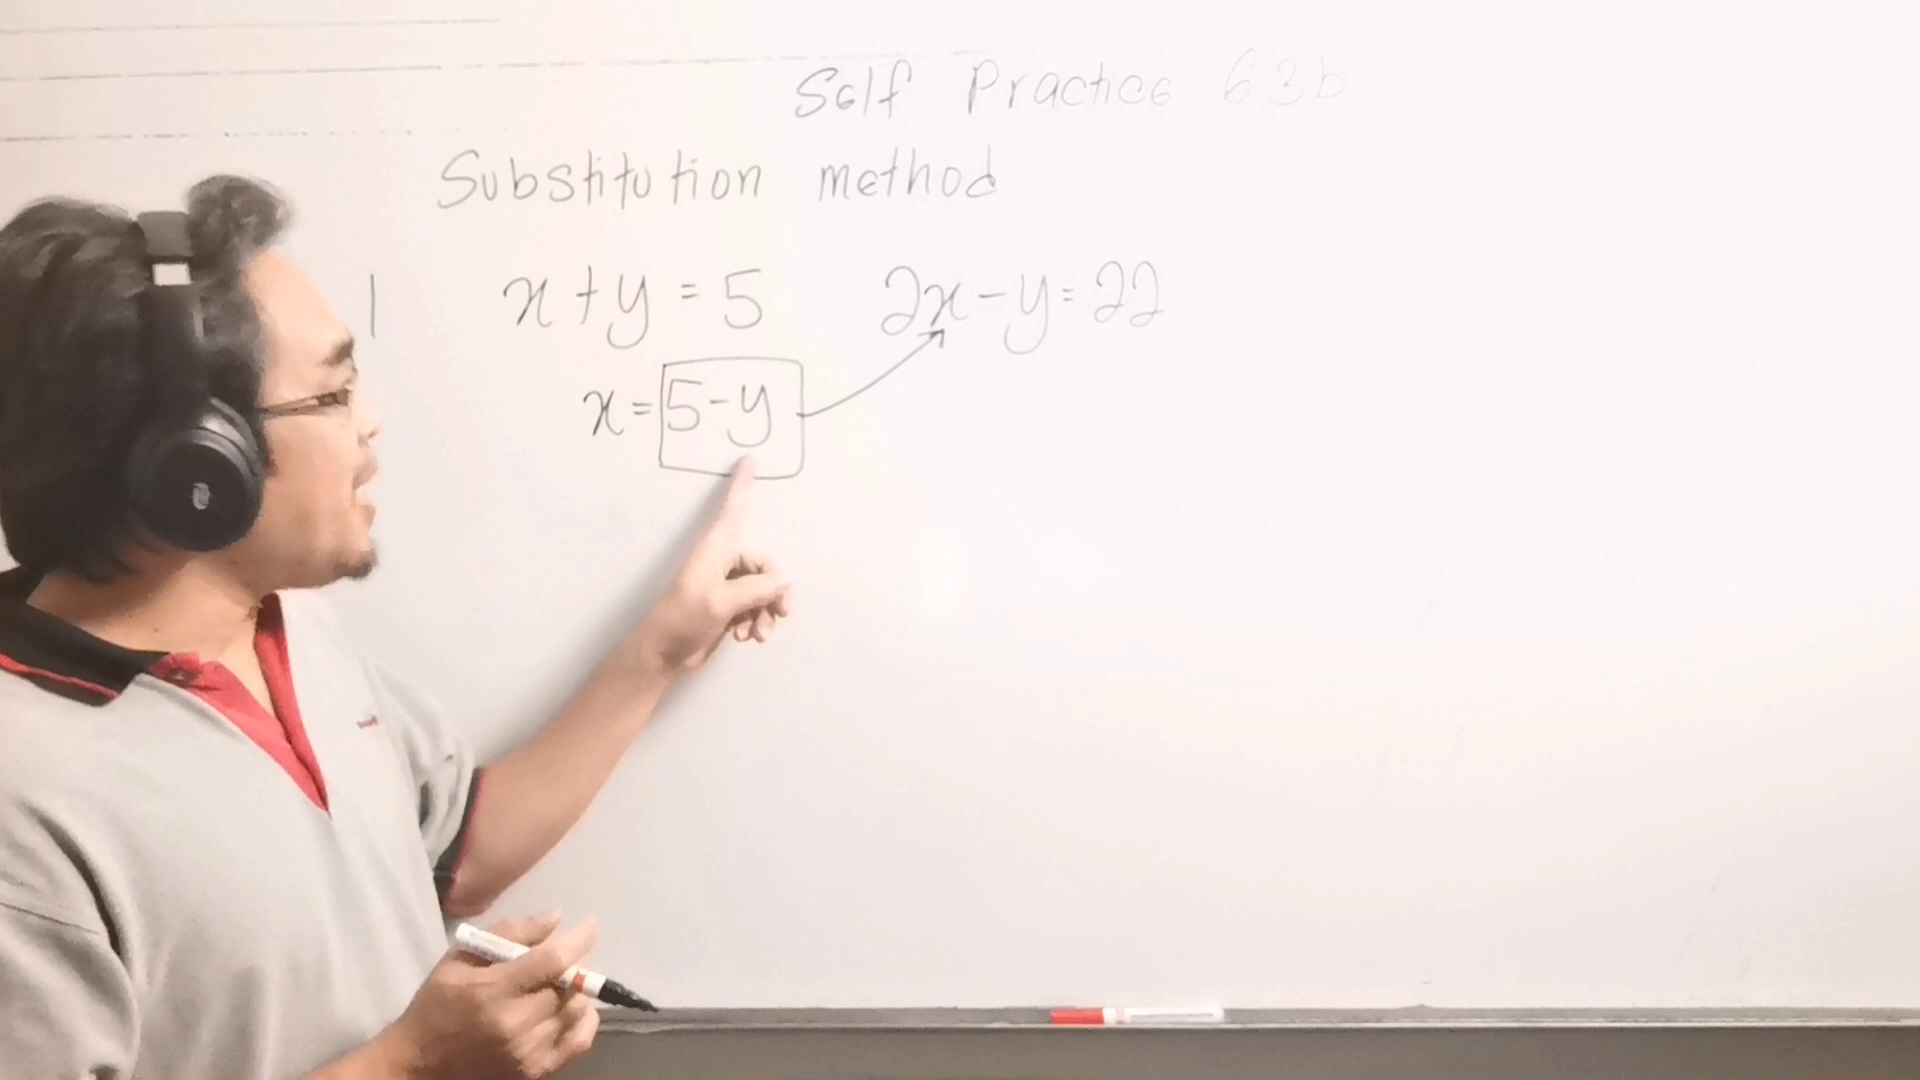 Self Practice 6.3b
Substitution method
1 x + y = 5 2x - y = 22
x = 5 - y